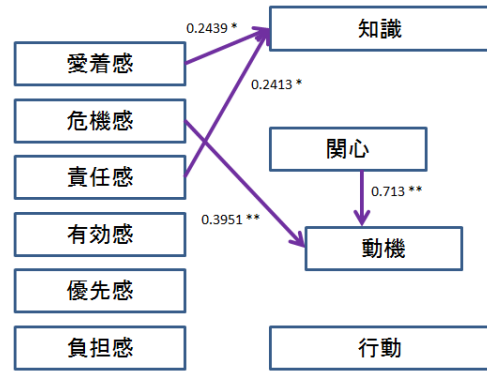 0.2439 *
知識
愛着感
0.2413 *
危機感
関心
責任感
0.713 **
0.3951 **
有効感
動機
優先感
負担感
行動